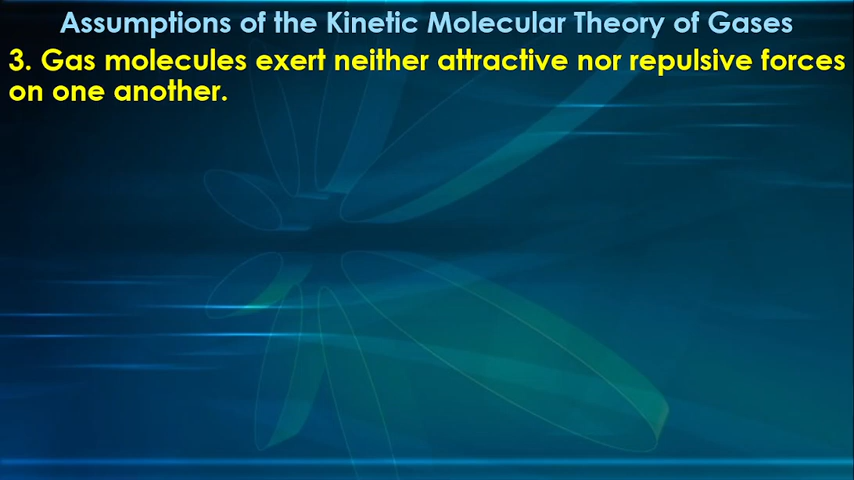 Assumptions of the Kinetic Molecular Theory of Gases
3. Gas molecules exert neither attractive nor repulsive forces
on one another.